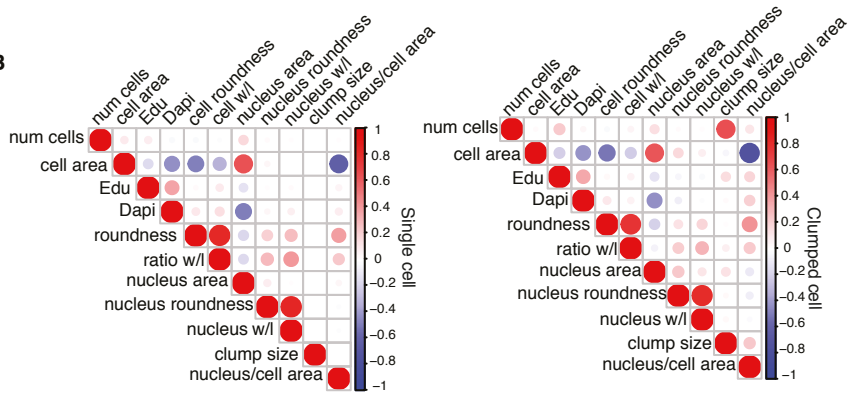 B
num cells
cell area
Edu
Dapi
cell roundness
cell w/l
nucleus area
nucleus roundness
nucleus w/l
clump size
nucleus/cell area
num cells
cell area
Edu
Dapi
roundness
ratio w/l
nucleus area
nucleus roundness
nucleus w/l
clump size
nucleus/cell area
1
0.8
0.6
0.4
0.2
0
−0.2
−0.4
−0.6
−0.8
−1
Single cell
num cells
cell area
Edu
Dapi
cell roundness
cell w/l
nucleus area
nucleus roundness
nucleus w/l
clump size
nucleus/cell area
num cells
cell area
Edu
Dapi
roundness
ratio w/l
nucleus area
nucleus roundness
nucleus w/l
clump size
nucleus/cell area
1
0.8
0.6
0.4
0.2
0
−0.2
−0.4
−0.6
−0.8
−1
Clumped cell